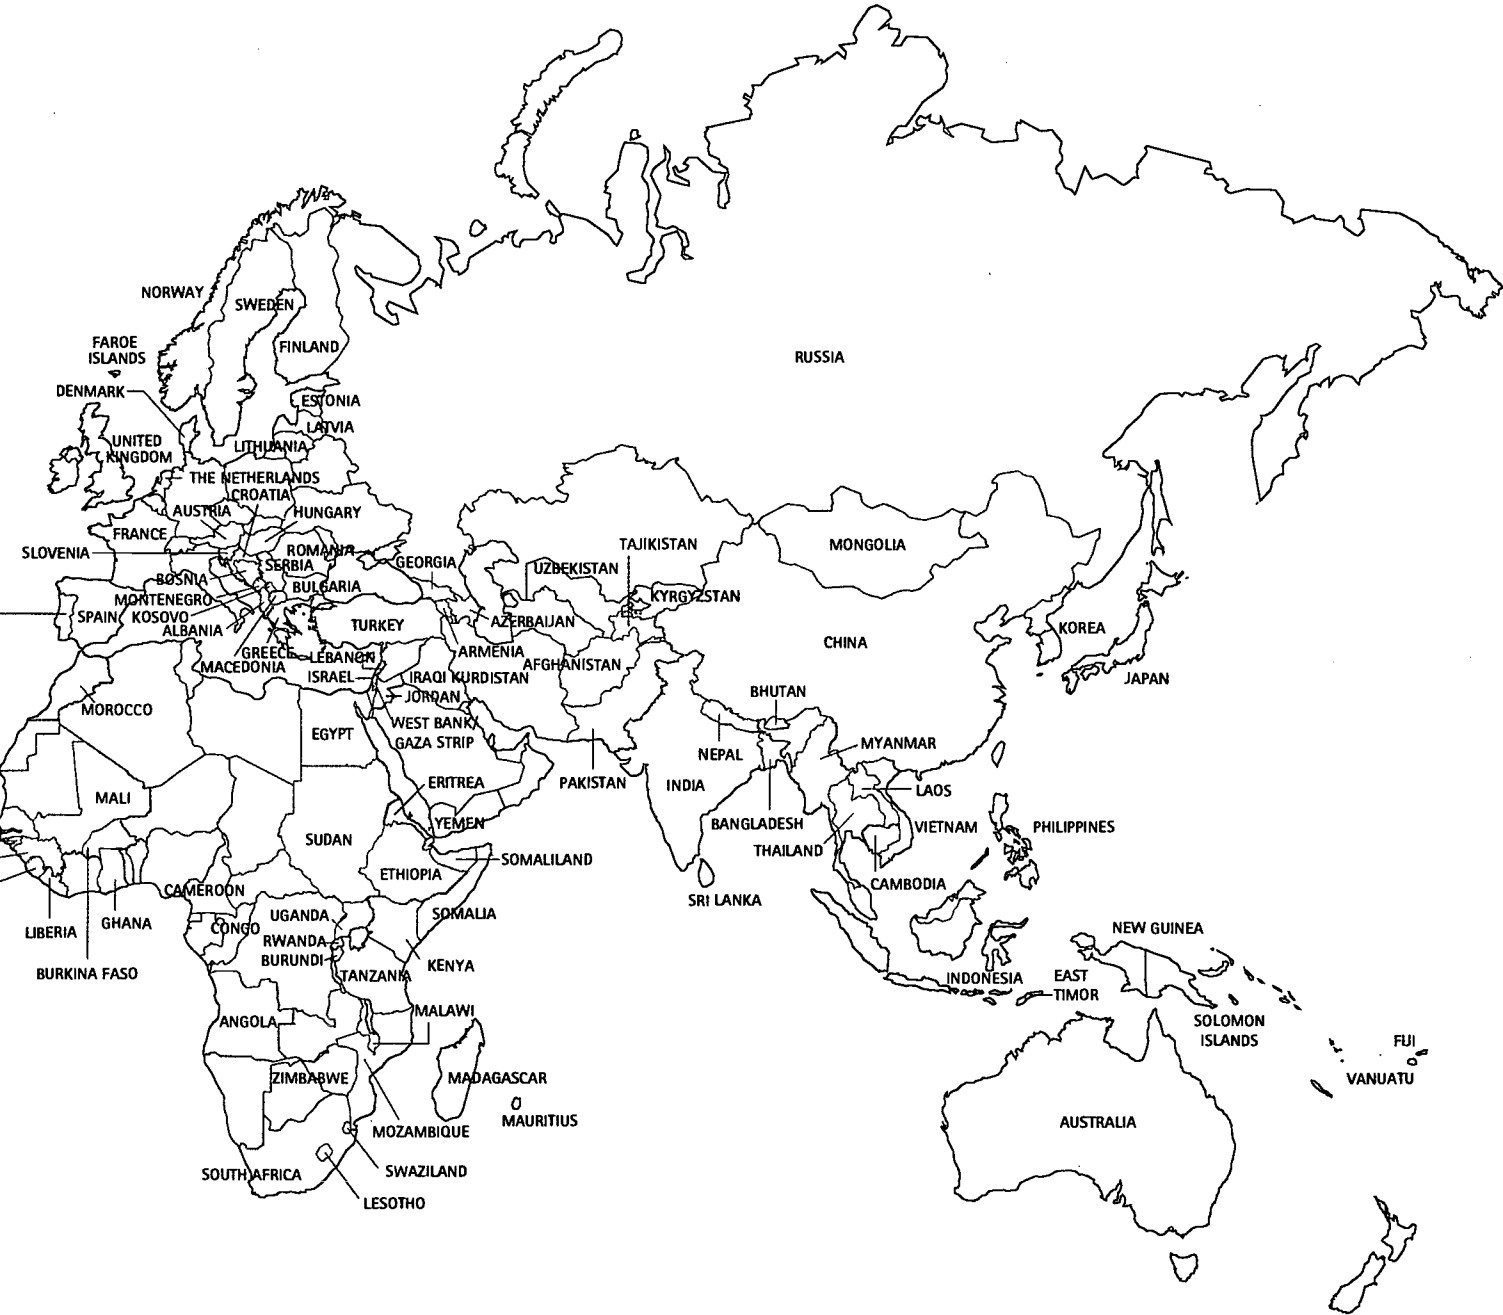 NORWAY
SWEDEN
FAROE
ISLANDS
FINLAND
RUSSIA
DENMARK
ESTONIA
LATVIA
UNITED
KINGDOM
LITHUANIA
THE NETHERLANDS
CROATIA
AUSTRIA
HUNGARY
FRANCE
SLOVENIA
ROMANIA
SERBIA
GEORGIA
TAJIKISTAN
MONGOLIA
UZBEKISTAN
BOSNIA
BULGARIA
MONTENEGRO
KYRGYZSTAN
SPAIN
KOSOVO
ALBANIA
TURKEY
AZERBAIJAN
KOREA
CHINA
GREECE
MACEDONIA
LEBANON
ARMENIA
AFGHANISTAN
ISRAEL
IRAQI KURDISTAN
JAPAN
JORDAN
BHUTAN
MOROCCO
WEST BANK/
GAZA STRIP
EGYPT
NEPAL
MYANMAR
ERITREA
PAKISTAN
INDIA
LAOS
MALI
YEMEN
BANGLADESH
VIETNAM
PHILIPPINES
SUDAN
THAILAND
SOMALILAND
ETHIOPIA
CAMBODIA
CAMEROON
SRI LANKA
LIBERIA
GHANA
UGANDA
SOMALIA
CONGO
NEW GUINEA
RWANDA
BURUNDI
KENYA
BURKINA FASO
TANZANIA
INDONESIA
EAST
TIMOR
MALAWI
ANGOLA
SOLOMON
ISLANDS
FIJI
ZIMBABWE
MADAGASCAR
VANUATU
MAURITIUS
AUSTRALIA
MOZAMBIQUE
SWAZILAND
SOUTH AFRICA
LESOTHO